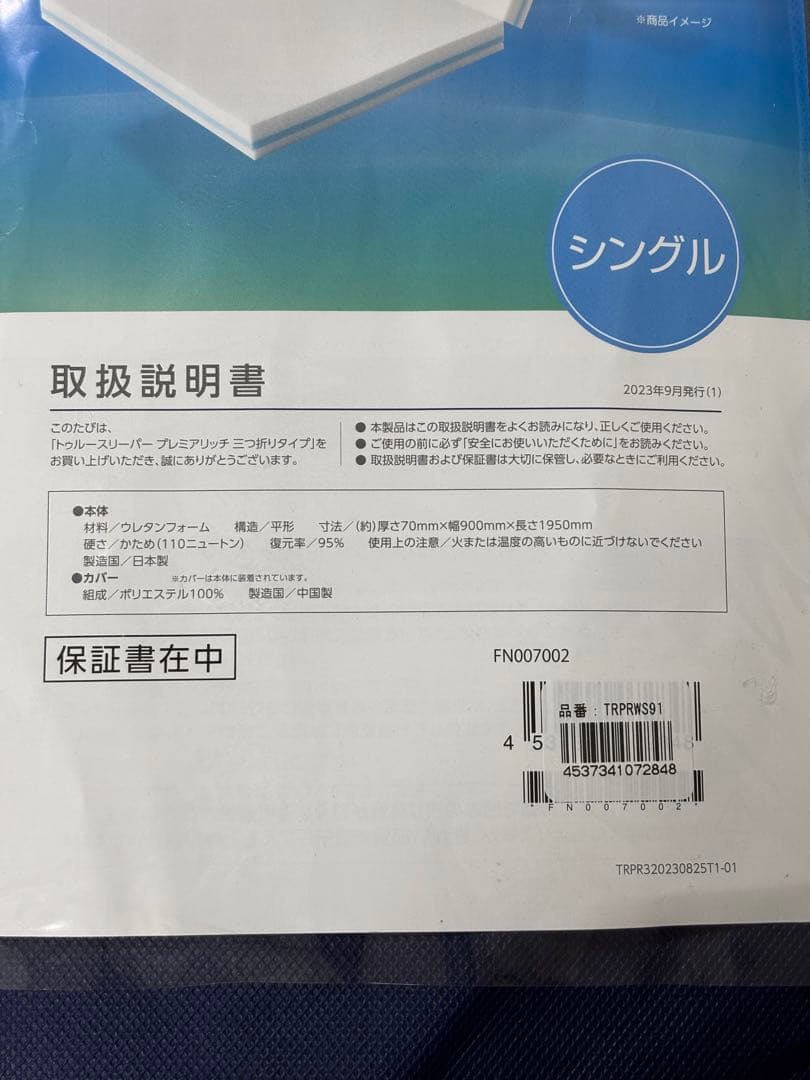 ※商品イメージ
シングル
取扱説明書
2023年9月発行(1)
このたびは、
「トゥルースリーパー プレミアリッチ 三つ折りタイプ」を
お買い上げいただき、誠にありがとうございます。
● 本製品はこの取扱説明書をよくお読みになり、正しくご使用ください。
● ご使用の前に必ず「安全にお使いいただくために」をお読みください。
● 取扱説明書および保証書は大切に保管し、必要なときにご利用ください。
●本体
材料／ウレタンフォーム 構造／平形 寸法／(約)厚さ70mm×幅900mm×長さ1950mm
硬さ／かため(110ニュートン) 復元率／95% 使用上の注意／火または温度の高いものに近づけないでください
製造国／日本製
●カバー ※カバーは本体に装着されています。
組成／ポリエステル100% 製造国／中国製
保証書在中
FN007002
品番：TRPRWS91
4 53 48
4537341072848
*FN007002*
TRPR320230825T1-01